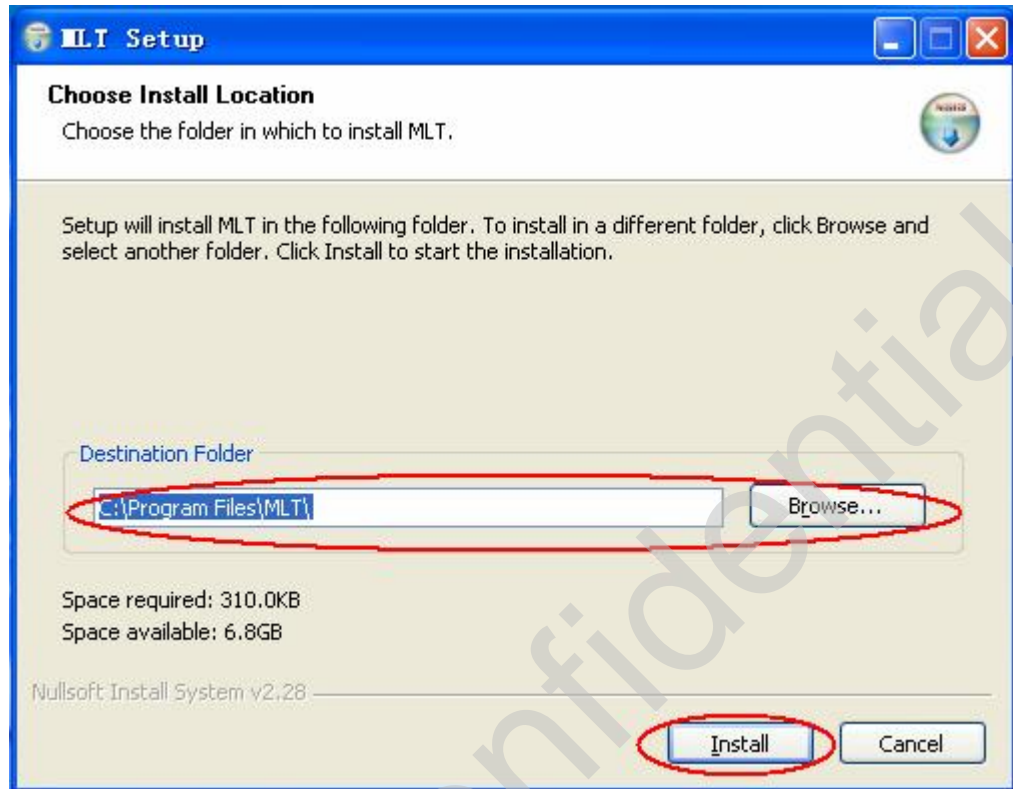 MLT Setup
Choose Install Location
Choose the folder in which to install MLT.
Setup will install MLT in the following folder. To install in a different folder, click Browse and
select another folder. Click Install to start the installation.
Destination Folder
C:\Program Files\MLT\
Browse...
Space required: 310.0KB
Space available: 6.8GB
Nullsoft Install System v2.28
Install
Cancel
onfidential